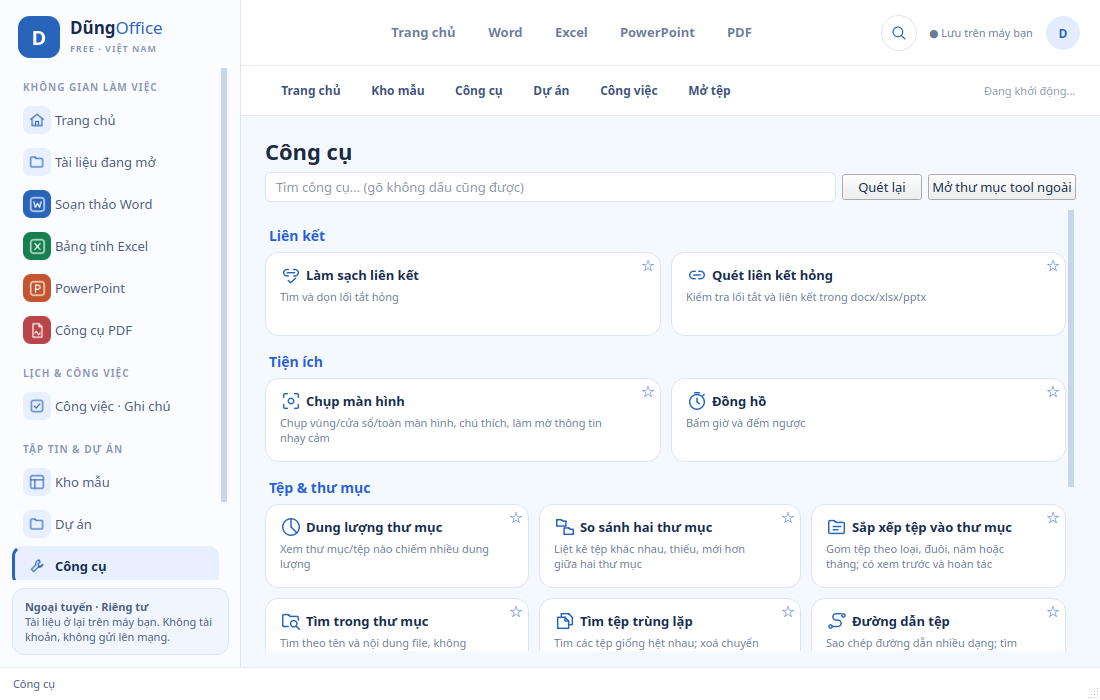 D
DũngOffice
FREE · VIỆT NAM
Trang chủ
Word
Excel
PowerPoint
PDF
Lưu trên máy bạn
D
Trang chủ
Kho mẫu
Công cụ
Dự án
Công việc
Mở tệp
Đang khởi động...
KHÔNG GIAN LÀM VIỆC
Trang chủ
Tài liệu đang mở
Soạn thảo Word
Bảng tính Excel
PowerPoint
Công cụ PDF
LỊCH & CÔNG VIỆC
Công việc · Ghi chú
TẬP TIN & DỰ ÁN
Kho mẫu
Dự án
Công cụ
Ngoại tuyến · Riêng tư
Tài liệu ở lại trên máy bạn. Không tài
khoản, không gửi lên mạng.
Công cụ
Tìm công cụ... (gõ không dấu cũng được)
Quét lại
Mở thư mục tool ngoài
Liên kết
Làm sạch liên kết
Tìm và dọn lối tắt hỏng
Quét liên kết hỏng
Kiểm tra lối tắt và liên kết trong docx/xlsx/pptx
Tiện ích
Chụp màn hình
Chụp vùng/cửa sổ/toàn màn hình, chú thích, làm mờ thông tin
nhạy cảm
Đồng hồ
Bấm giờ và đếm ngược
Tệp & thư mục
Dung lượng thư mục
Xem thư mục/tệp nào chiếm nhiều dung
lượng
So sánh hai thư mục
Liệt kê tệp khác nhau, thiếu, mới hơn
giữa hai thư mục
Sắp xếp tệp vào thư mục
Gom tệp theo loại, đuôi, năm hoặc
tháng; có xem trước và hoàn tác
Tìm trong thư mục
Tìm theo tên và nội dung file, không
Tìm tệp trùng lặp
Tìm các tệp giống hệt nhau; xoá chuyển
Đường dẫn tệp
Sao chép đường dẫn nhiều dạng; tìm
Công cụ